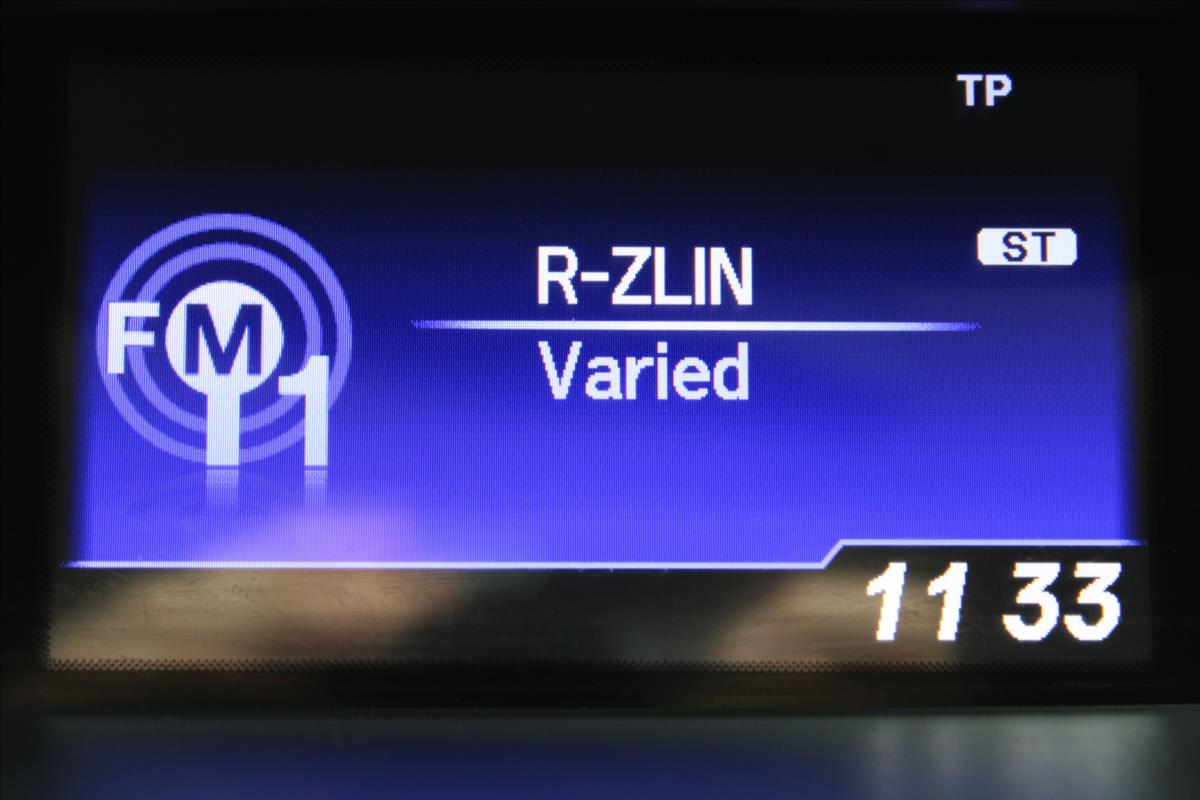 TP
ST
R-ZLIN
FM1
Varied
11 33